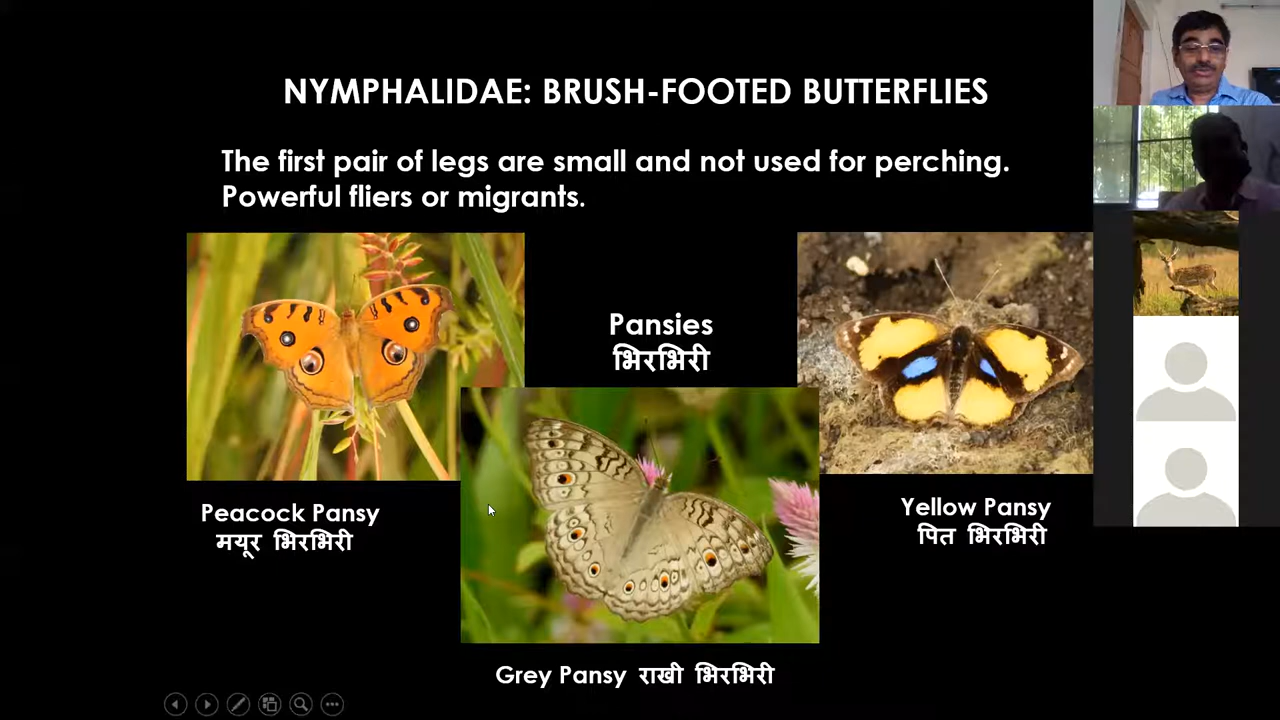 NYMPHALIDAE: BRUSH-FOOTED BUTTERFLIES
The first pair of legs are small and not used for perching.
Powerful fliers or migrants.
Pansies
भिरभिरी
Peacock Pansy
मयूर भिरभिरी
Yellow Pansy
पित भिरभिरी
Grey Pansy राखी भिरभिरी